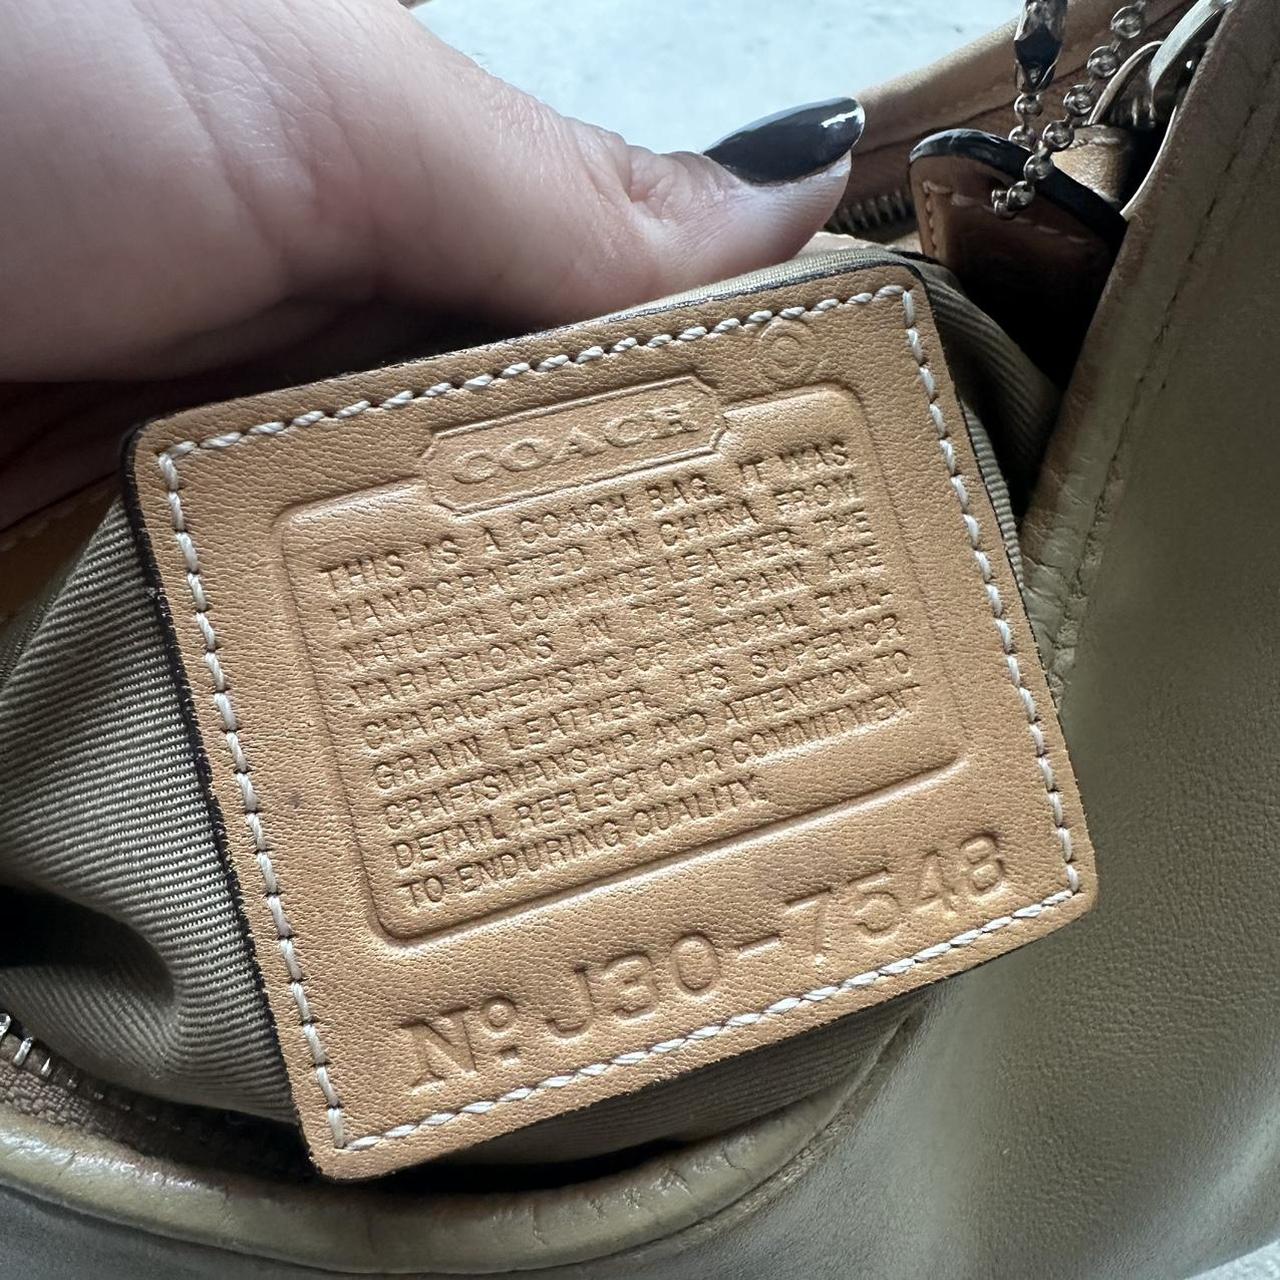 COACH
THIS IS A COACH BAG. IT WAS
HANDCRAFTED IN CHINA FROM
NATURAL COWHIDE LEATHER. THE
VARIATIONS IN THE GRAIN ARE
CHARACTERISTIC OF NATURAL FULL-
GRAIN LEATHER. ITS SUPERIOR
CRAFTSMANSHIP AND ATTENTION TO
DETAIL REFLECT OUR COMMITMENT
TO ENDURING QUALITY.
Nº J30-7548